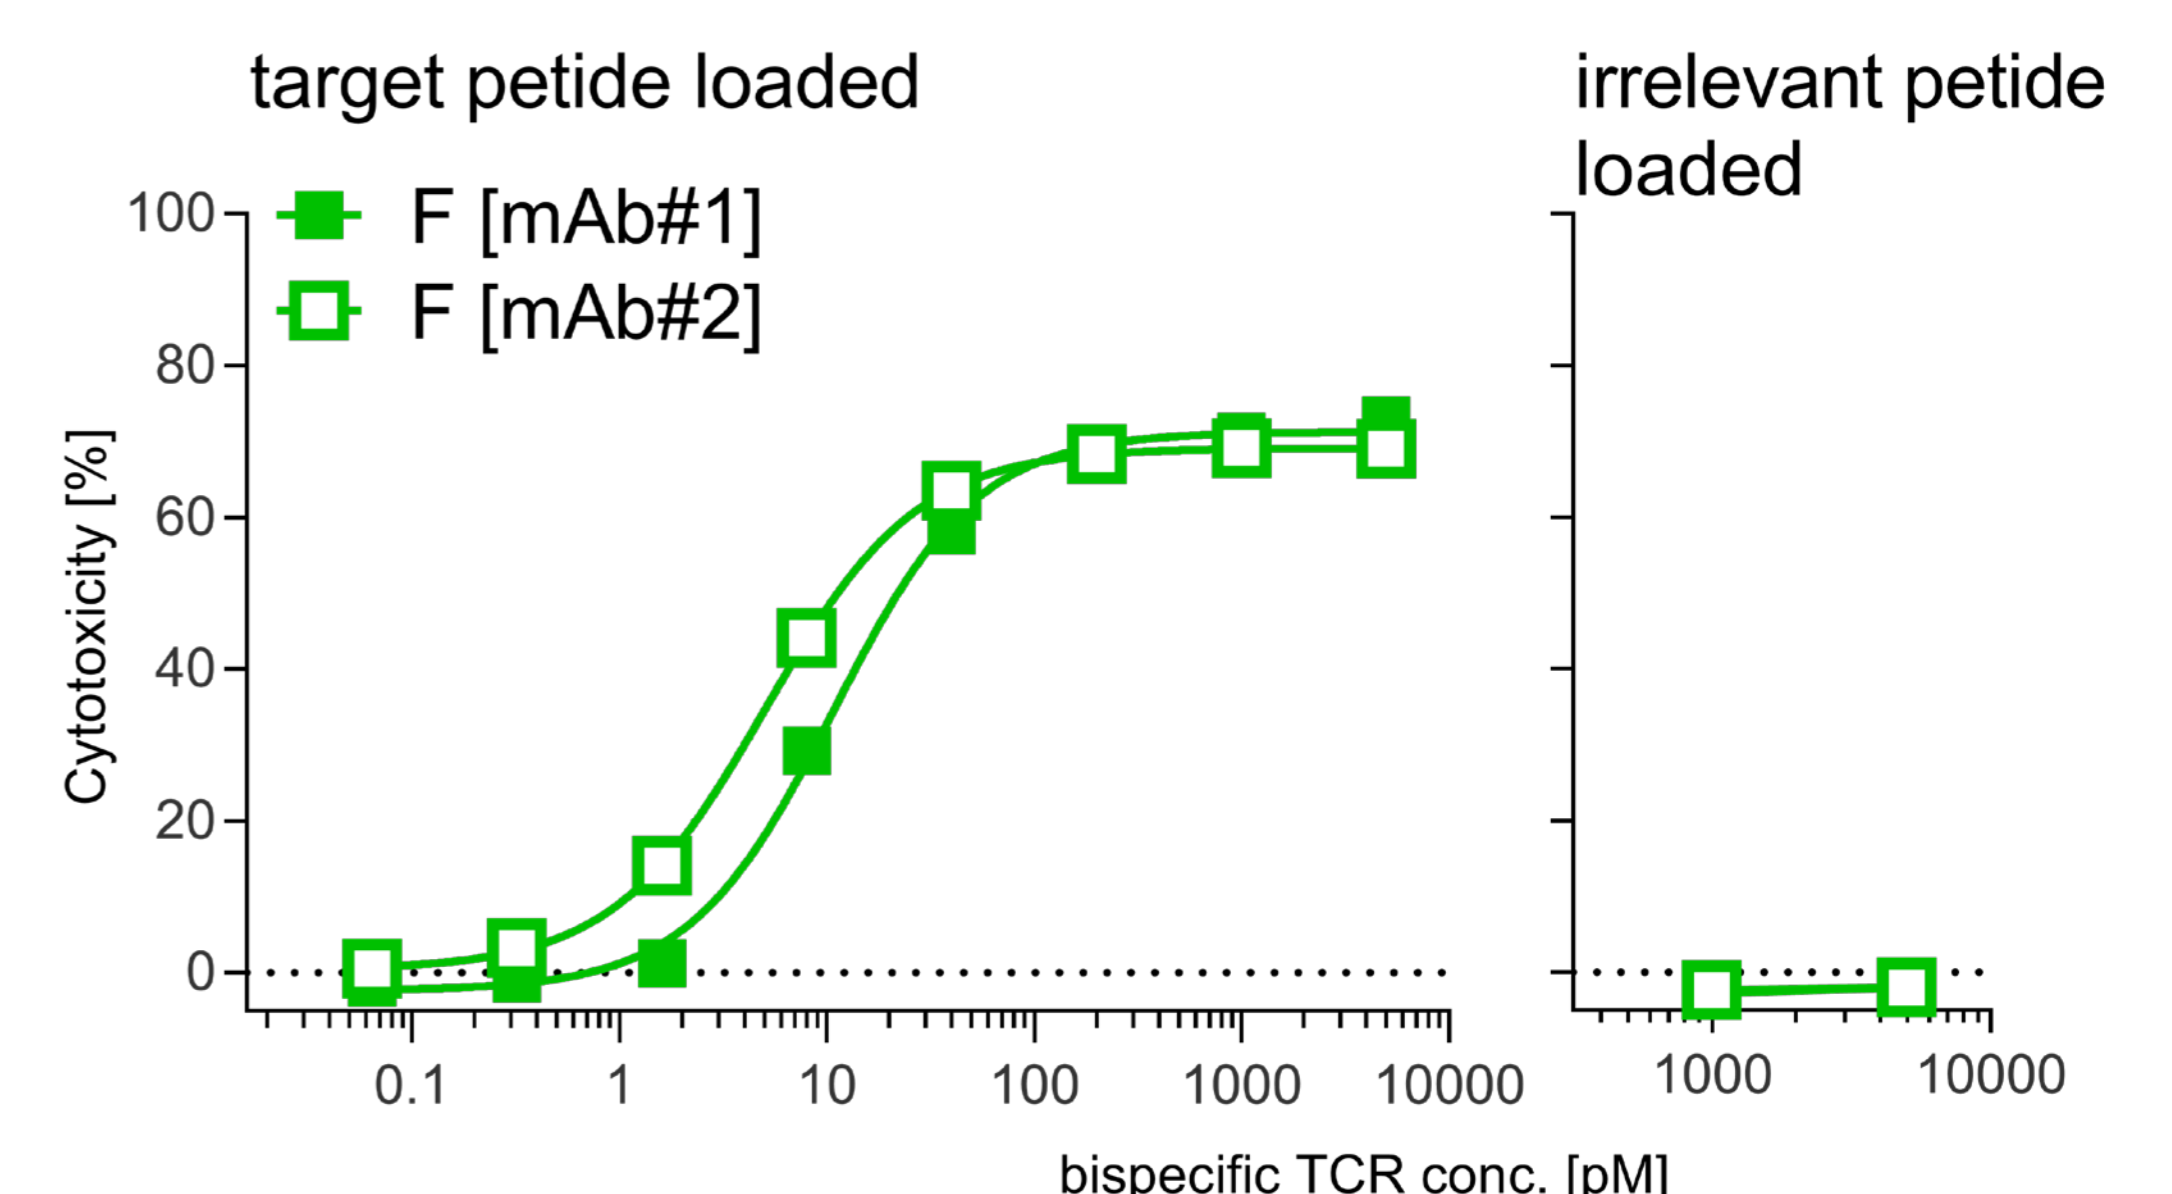 target petide loaded
irrelevant petide
loaded
F [mAb#1]
F [mAb#2]
Cytotoxicity [%]
100
80
60
40
20
0
0.1
1
10
100
1000
10000
1000
10000
bispecific TCR conc. [pM]